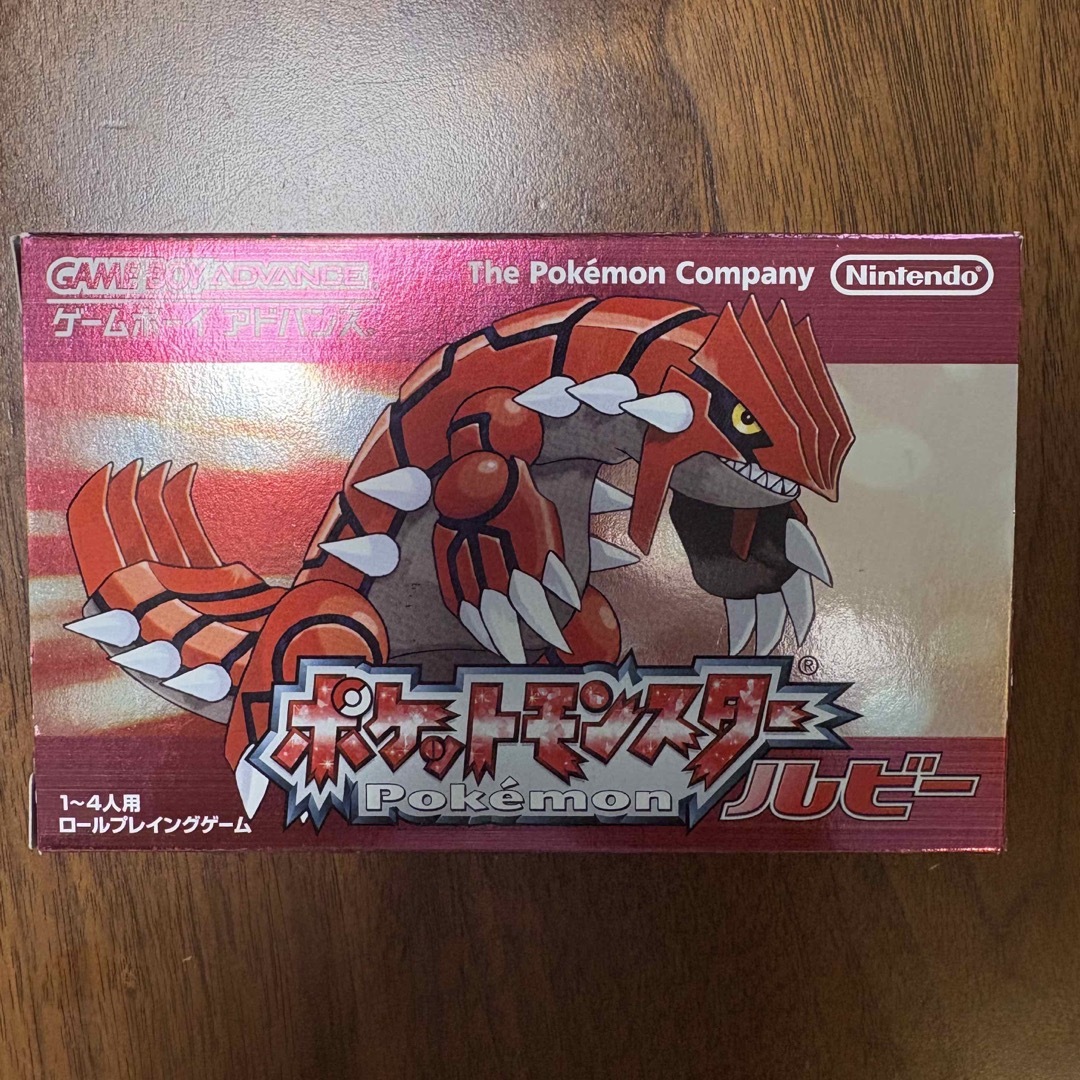 GAME BOY ADVANCE
ゲームボーイ アドバンス
The Pokémon Company
Nintendo
ポケットモンスター®
Pokémon
ルビー
1~4人用
ロールプレイングゲーム